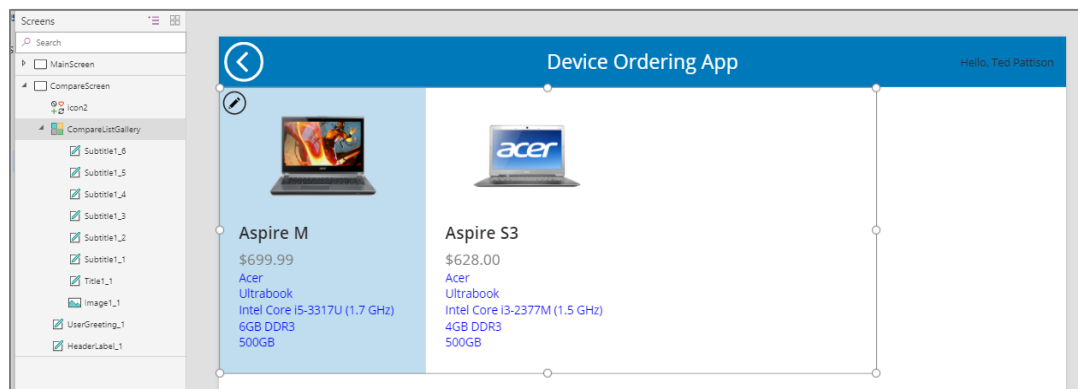 Screens
Search
MainScreen
CompareScreen
icon2
CompareListGallery
Subtitle1_6
Subtitle1_5
Subtitle1_4
Subtitle1_3
Subtitle1_2
Subtitle1_1
Title1_1
Image1_1
UserGreeting_1
HeaderLabel_1
Device Ordering App
Hello, Ted Pattison
acer
Aspire M
$699.99
Acer
Ultrabook
Intel Core i5-3317U (1.7 GHz)
6GB DDR3
500GB
Aspire S3
$628.00
Acer
Ultrabook
Intel Core i3-2377M (1.5 GHz)
4GB DDR3
500GB